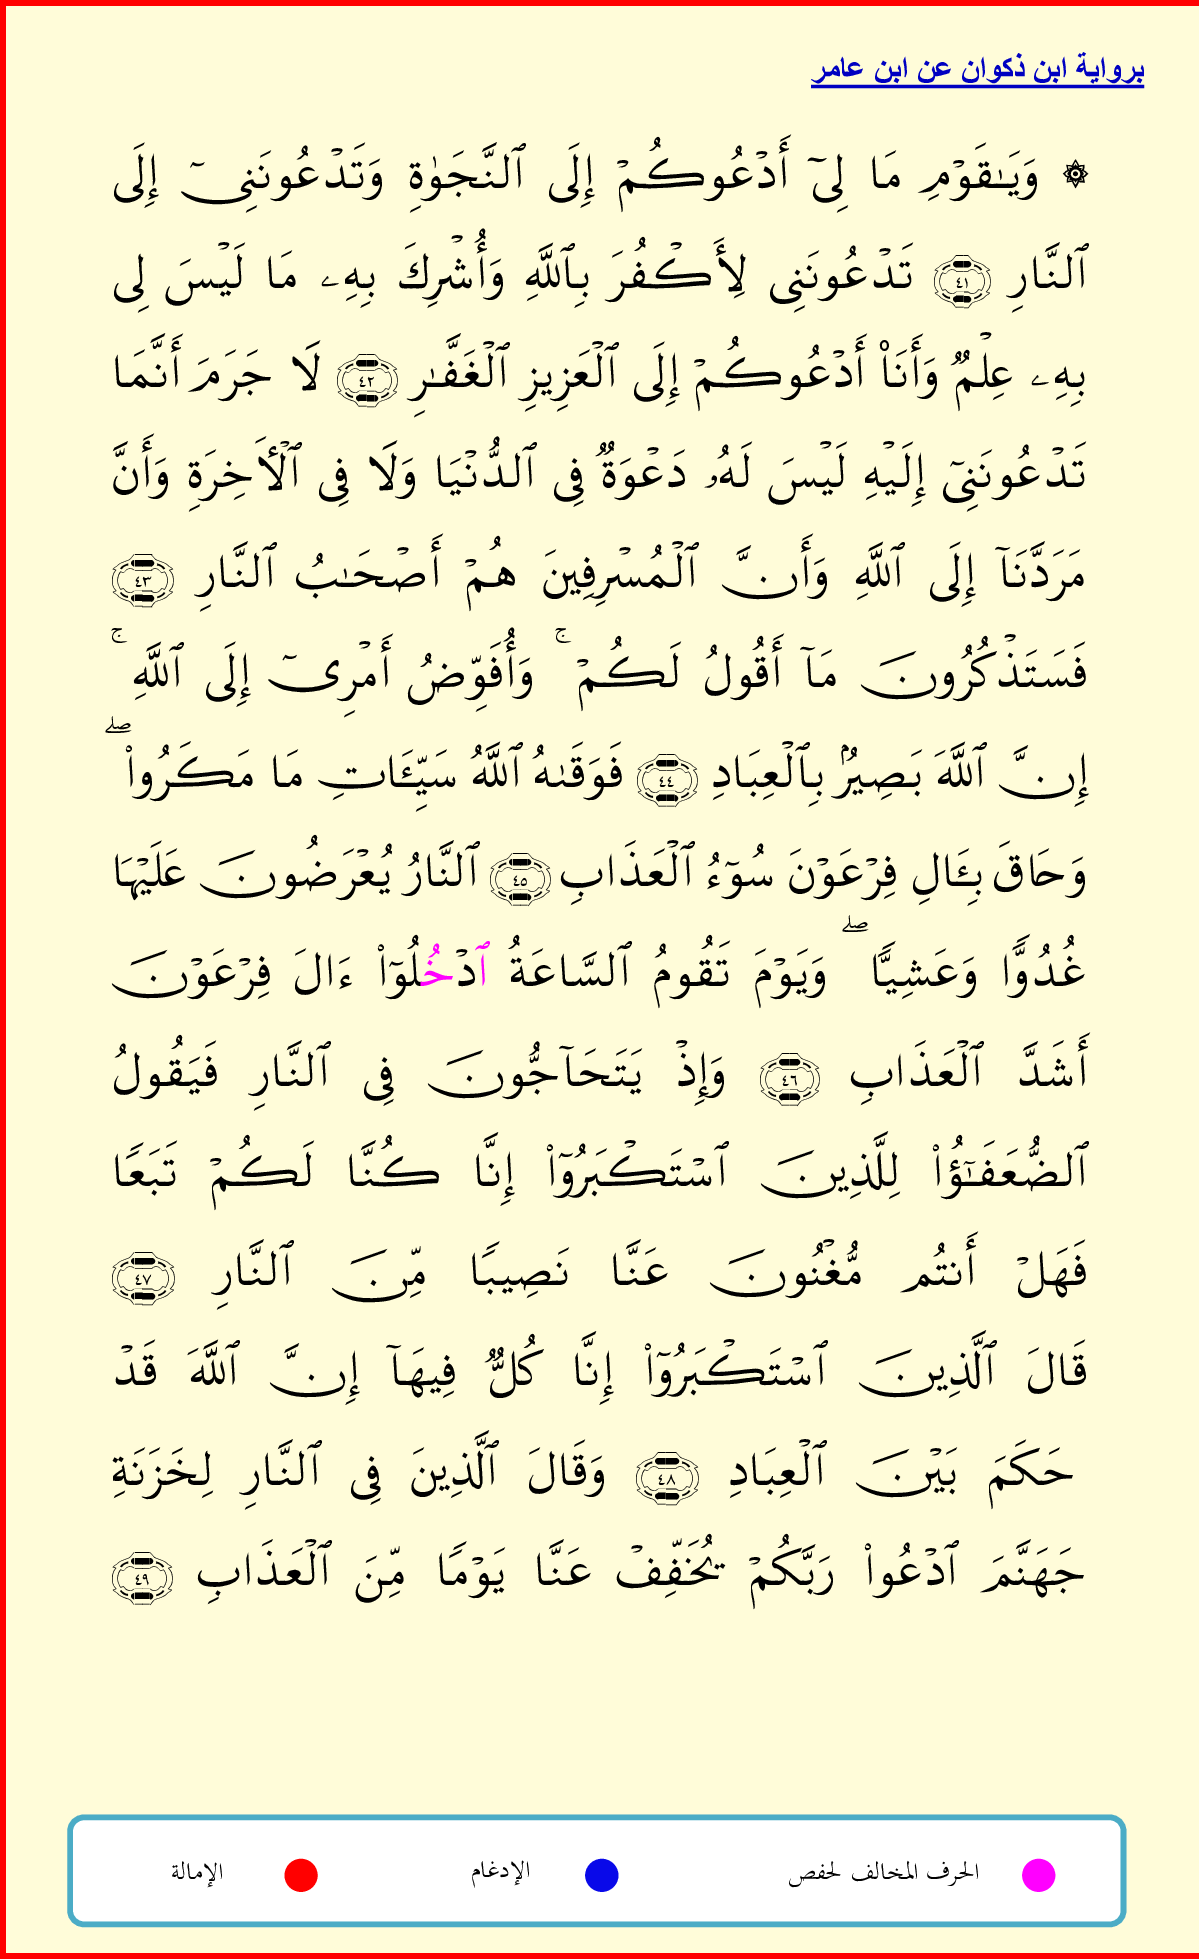 برواية ابن ذكوان عن ابن عامر
۞ وَيَٰقَوْمِ مَا لِىٓ أَدْعُوكُمْ إِلَى ٱلنَّجَوٰةِ وَتَدْعُونَنِىٓ إِلَى
ٱلنَّارِ ٤١ تَدْعُونَنِى لِأَكْفُرَ بِٱللَّهِ وَأُشْرِكَ بِهِۦ مَا لَيْسَ لِى
بِهِۦ عِلْمٌ وَأَنَا۠ أَدْعُوكُمْ إِلَى ٱلْعَزِيزِ ٱلْغَفَّٰرِ ٤٢ لَا جَرَمَ أَنَّمَا
تَدْعُونَنِىٓ إِلَيْهِ لَيْسَ لَهُۥ دَعْوَةٌ فِى ٱلدُّنْيَا وَلَا فِى ٱلْأَخِرَةِ وَأَنَّ
مَرَدَّنَآ إِلَى ٱللَّهِ وَأَنَّ ٱلْمُسْرِفِينَ هُمْ أَصْحَٰبُ ٱلنَّارِ ٤٣
فَسَتَذْكُرُونَ مَآ أَقُولُ لَكُمْ ۚ وَأُفَوِّضُ أَمْرِىٓ إِلَى ٱللَّهِ ۚ
إِنَّ ٱللَّهَ بَصِيرٌۢ بِٱلْعِبَادِ ٤٤ فَوَقَىٰهُ ٱللَّهُ سَيِّـَٔاتِ مَا مَكَرُوا۟ ۖ
وَحَاقَ بِـَٔالِ فِرْعَوْنَ سُوٓءُ ٱلْعَذَابِ ٤٥ ٱلنَّارُ يُعْرَضُونَ عَلَيْهَا
غُدُوًّا وَعَشِيًّا ۖ وَيَوْمَ تَقُومُ ٱلسَّاعَةُ ٱدْخُلُوٓا۟ ءَالَ فِرْعَوْنَ
أَشَدَّ ٱلْعَذَابِ ٤٦ وَإِذْ يَتَحَآجُّونَ فِى ٱلنَّارِ فَيَقُولُ
ٱلضُّعَفَٰٓؤُا۟ لِلَّذِينَ ٱسْتَكْبَرُوٓا۟ إِنَّا كُنَّا لَكُمْ تَبَعًا
فَهَلْ أَنتُم مُّغْنُونَ عَنَّا نَصِيبًا مِّنَ ٱلنَّارِ ٤٧
قَالَ ٱلَّذِينَ ٱسْتَكْبَرُوٓا۟ إِنَّا كُلٌّ فِيهَآ إِنَّ ٱللَّهَ قَدْ
حَكَمَ بَيْنَ ٱلْعِبَادِ ٤٨ وَقَالَ ٱلَّذِينَ فِى ٱلنَّارِ لِخَزَنَةِ
جَهَنَّمَ ٱدْعُوا۟ رَبَّكُمْ يُخَفِّفْ عَنَّا يَوْمًا مِّنَ ٱلْعَذَابِ ٤٩
الحرف المخالف لحفص الإدغام الإمالة